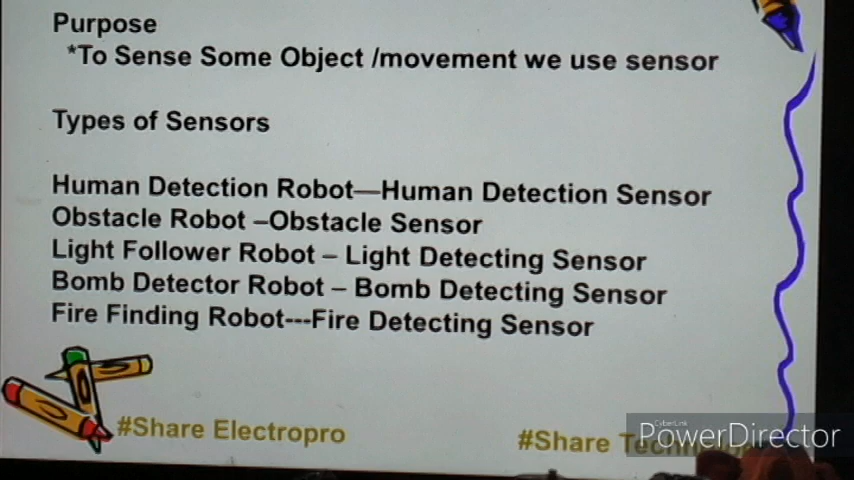 Purpose
*To Sense Some Object /movement we use sensor
Types of Sensors
Human Detection Robot—Human Detection Sensor
Obstacle Robot –Obstacle Sensor
Light Follower Robot – Light Detecting Sensor
Bomb Detector Robot – Bomb Detecting Sensor
Fire Finding Robot---Fire Detecting Sensor
#Share Electropro
#Share
CyberLink
PowerDirector